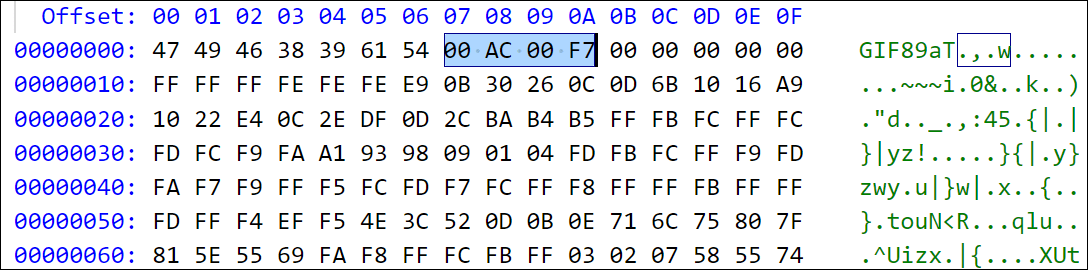 Offset: 00 01 02 03 04 05 06 07 08 09 0A 0B 0C 0D 0E 0F
00000000: 47 49 46 38 39 61 54 00 AC 00 F7 00 00 00 00 00 GIF89aT.,.w.....
00000010: FF FF FF FE FE FE E9 0B 30 26 0C 0D 6B 10 16 A9 ...~~~i.0&..k..)
00000020: 10 22 E4 0C 2E DF 0D 2C BA B4 B5 FF FB FC FF FC ."d.._.,:45.{|.|
00000030: FD FC F9 FA A1 93 98 09 01 04 FD FB FC FF F9 FD }|yz!.....}{|.y}
00000040: FA F7 F9 FF F5 FC FD F7 FC FF F8 FF FF FB FF FF zwy.u|}w|.x..{..
00000050: FD FF F4 EF F5 4E 3C 52 0D 0B 0E 71 6C 75 80 7F }.touN<R...qlu..
00000060: 81 5E 55 69 FA F8 FF FC FB FF 03 02 07 58 55 74 .^Uizx.|{....XUt